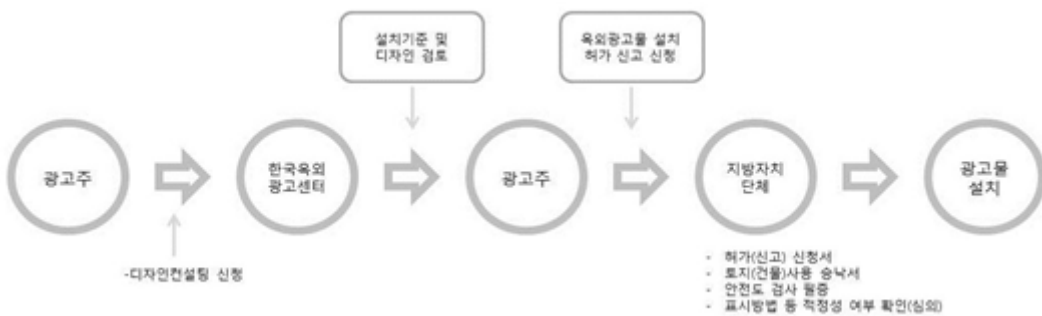 설치기준 및
디자인 검토
옥외광고물 설치
허가 신고 신청
광고주
한국옥외
광고센터
광고주
지방자치
단체
광고물
설치
-디자인컨설팅 신청
- 허가(신고) 신청서
- 토지(건물)사용 승낙서
- 안전도 검사 필증
- 표시방법 등 적정성 여부 확인(심의)